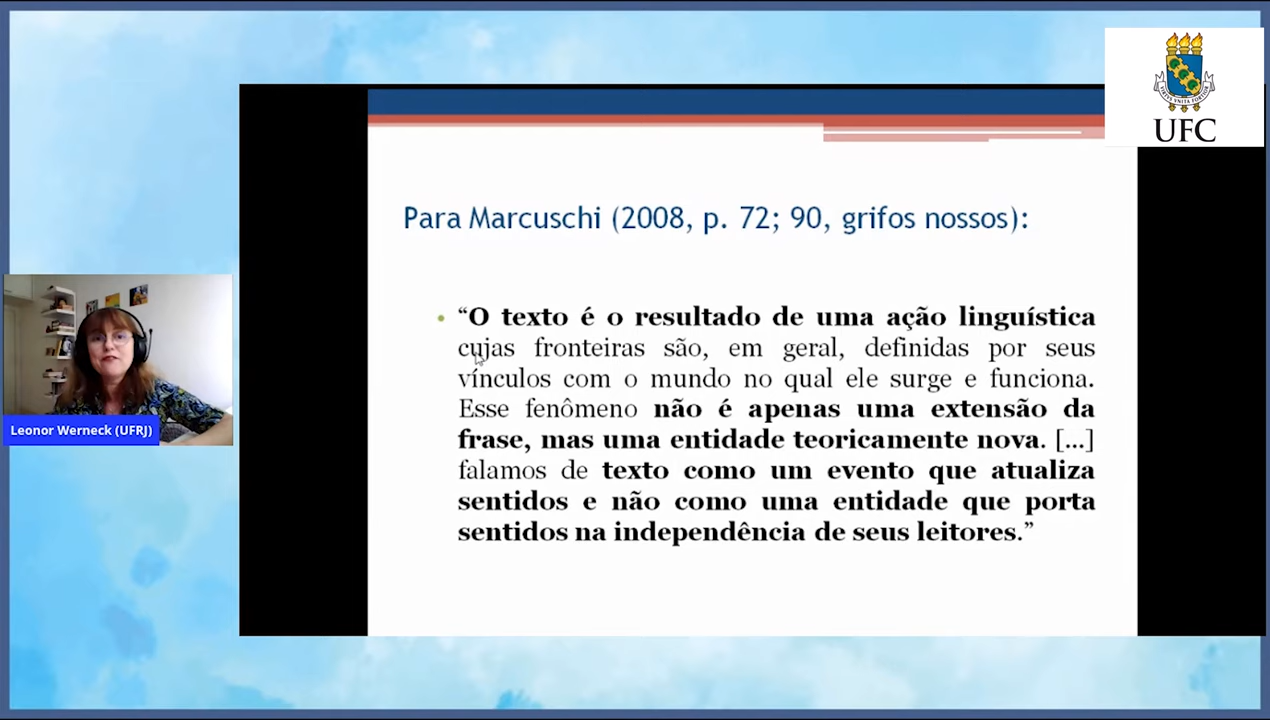 VIRTUS UNITA FORTIOR
UFC
Para Marcuschi (2008, p. 72; 90, grifos nossos):
• “O texto é o resultado de uma ação linguística
cujas fronteiras são, em geral, definidas por seus
vínculos com o mundo no qual ele surge e funciona.
Esse fenômeno não é apenas uma extensão da
frase, mas uma entidade teoricamente nova. [...]
falamos de texto como um evento que atualiza
sentidos e não como uma entidade que porta
sentidos na independência de seus leitores.”
Leonor Werneck (UFRJ)